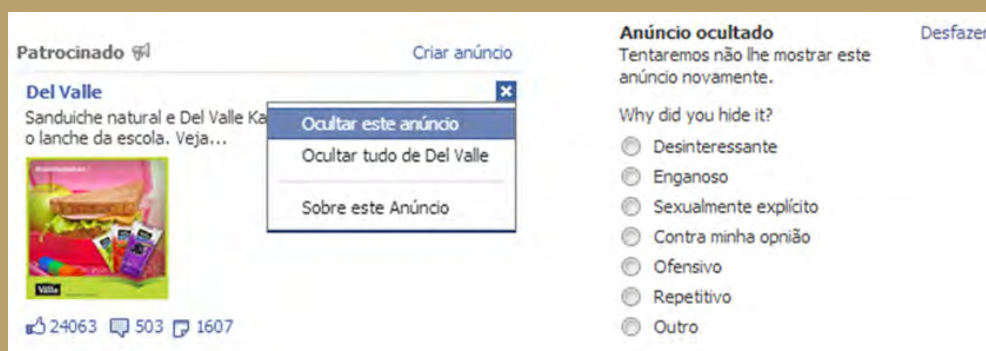 Patrocinado
Criar anúncio
Del Valle
Sanduiche natural e Del Valle Ka
o lanche da escola. Veja...
Ocultar este anúncio
Ocultar tudo de Del Valle
Sobre este Anúncio
Valle
24063 503 1607
Anúncio ocultado
Desfazer
Tentaremos não lhe mostrar este
anúncio novamente.
Why did you hide it?
Desinteressante
Enganoso
Sexualmente explícito
Contra minha opnião
Ofensivo
Repetitivo
Outro